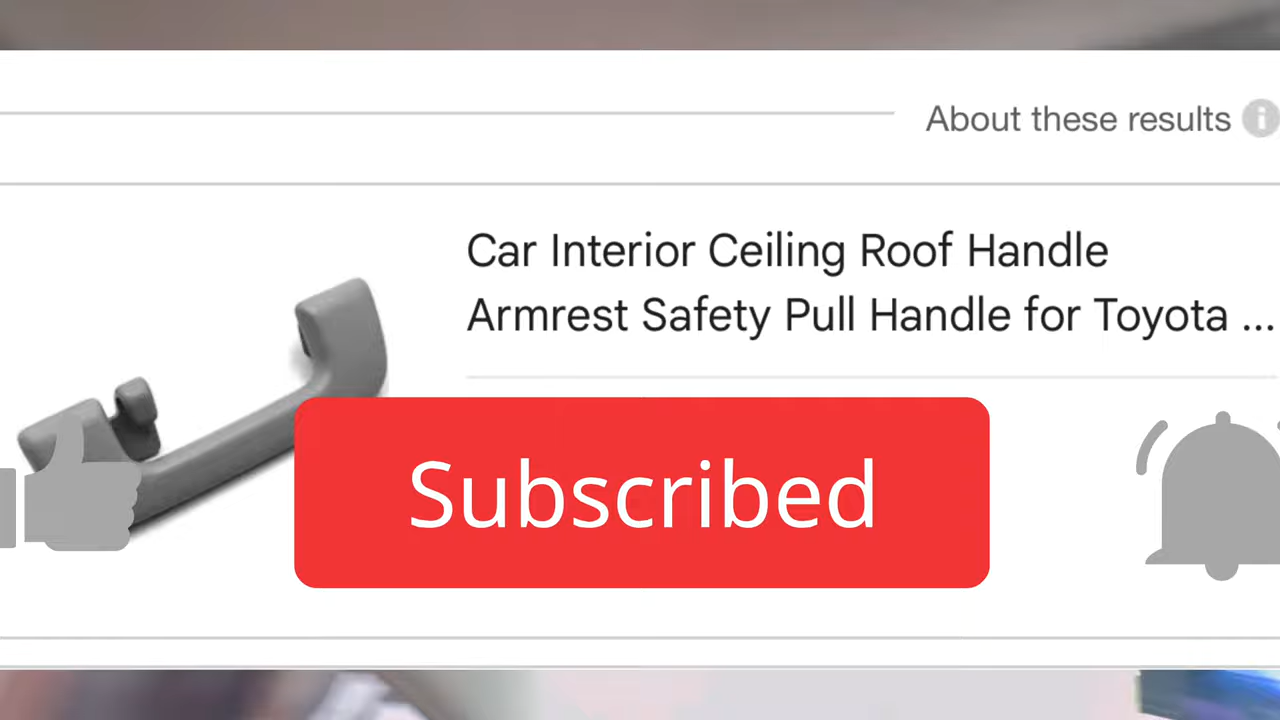 About these results
Car Interior Ceiling Roof Handle
Armrest Safety Pull Handle for Toyota ...
Subscribed